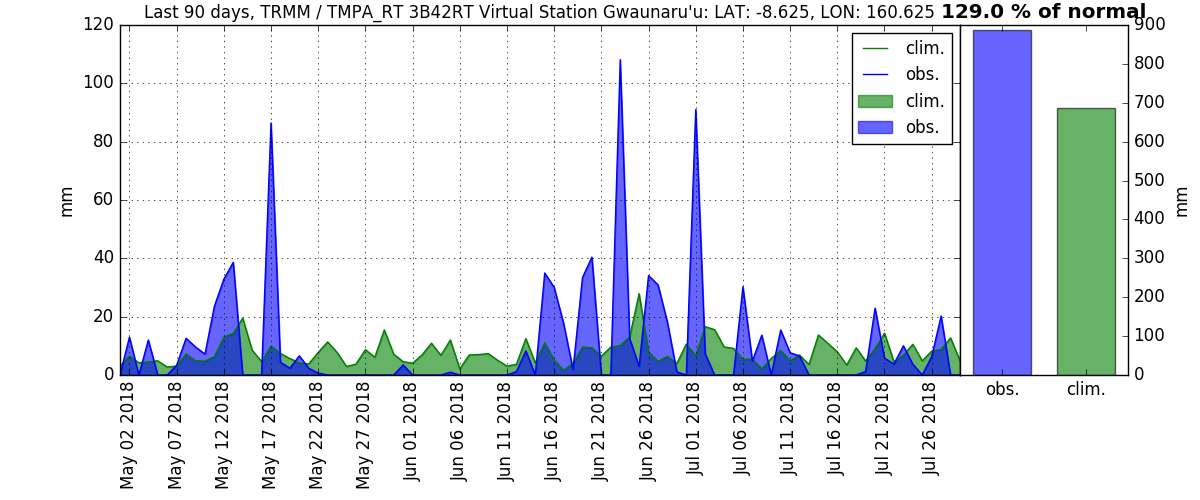 Last 90 days, TRMM / TMPA_RT 3B42RT Virtual Station Gwaunaru'u: LAT: -8.625, LON: 160.625 129.0 % of normal
120
100
80
60
40
20
0
mm
clim.
obs.
clim.
obs.
May 02 2018
May 07 2018
May 12 2018
May 17 2018
May 22 2018
May 27 2018
Jun 01 2018
Jun 06 2018
Jun 11 2018
Jun 16 2018
Jun 21 2018
Jun 26 2018
Jul 01 2018
Jul 06 2018
Jul 11 2018
Jul 16 2018
Jul 21 2018
Jul 26 2018
900
800
700
600
500
400
300
200
100
0
mm
obs.
clim.